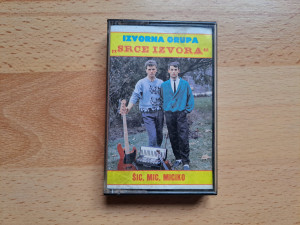 IZVORNA GRUPA
„SRCE IZVORA“
ŠIC, MIC, MICIKO